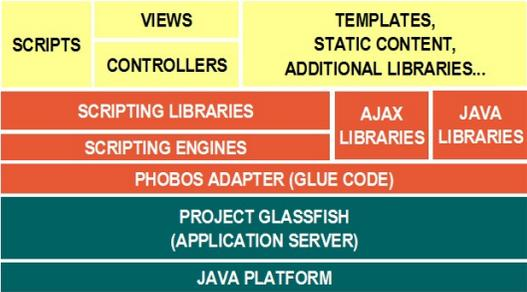 SCRIPTS
VIEWS
CONTROLLERS
TEMPLATES,
STATIC CONTENT,
ADDITIONAL LIBRARIES...
SCRIPTING LIBRARIES
SCRIPTING ENGINES
AJAX
LIBRARIES
JAVA
LIBRARIES
PHOBOS ADAPTER (GLUE CODE)
PROJECT GLASSFISH
(APPLICATION SERVER)
JAVA PLATFORM